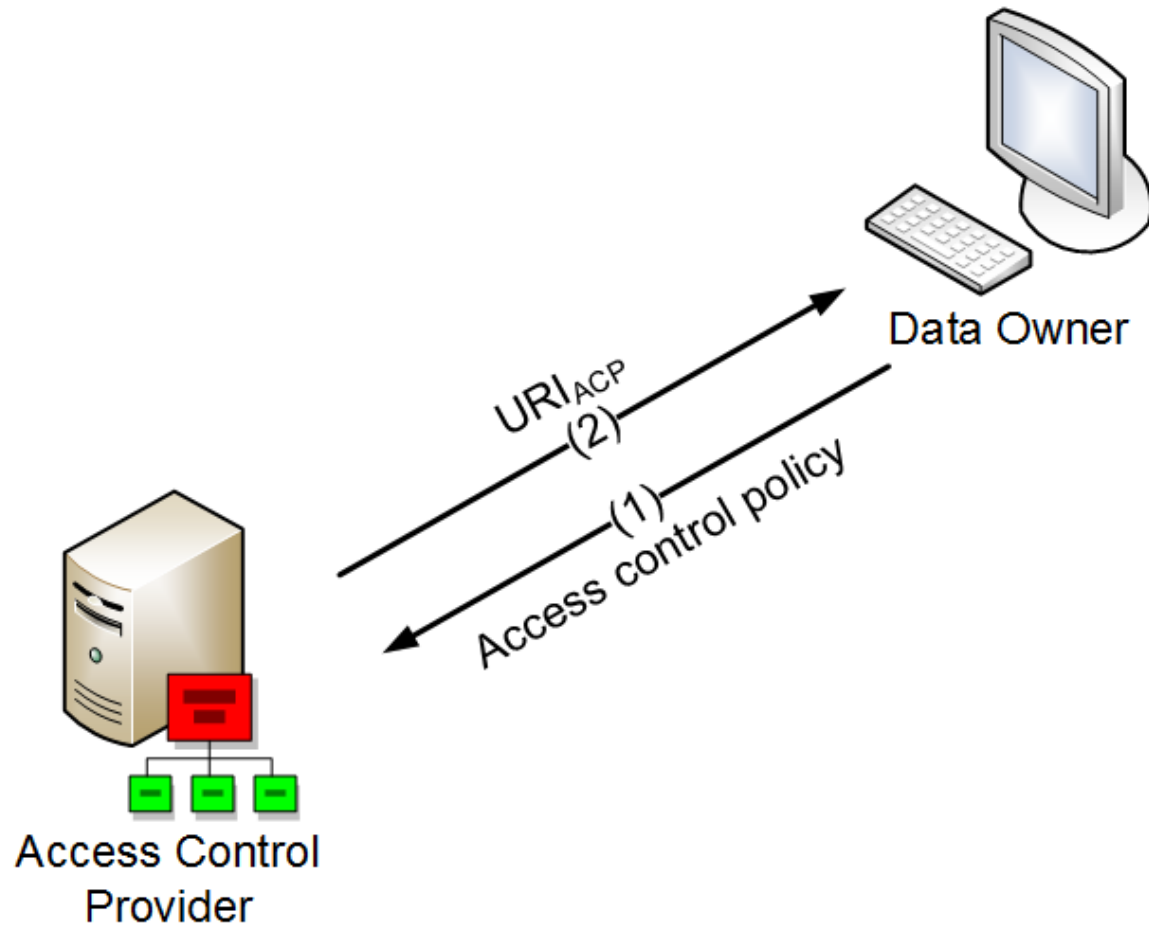 Data Owner
URIACP
(2)
(1)
Access control policy
Access Control
Provider